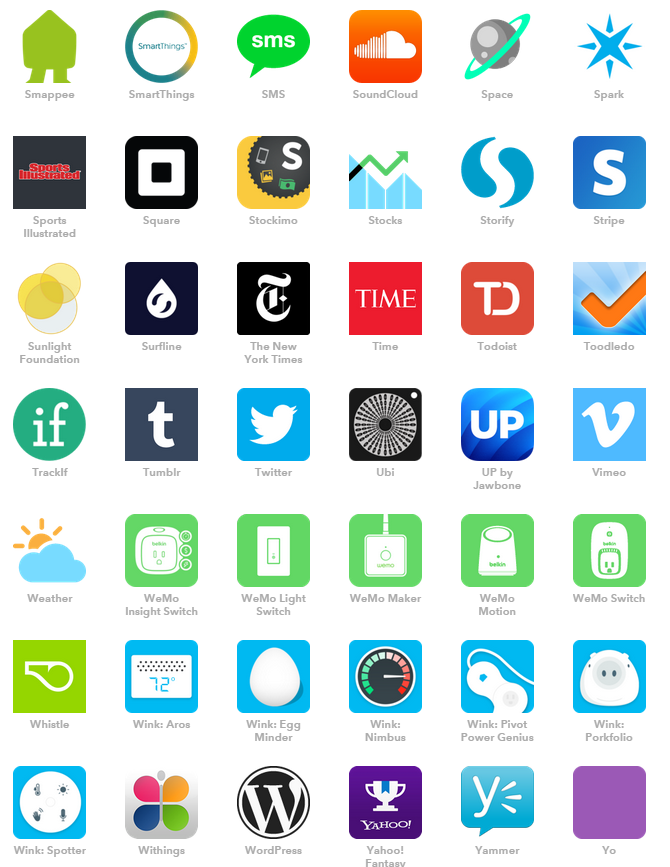 SmartThings
sms
Smappee
SmartThings
SMS
SoundCloud
Space
Spark
Sports
Illustrated
S
S
Sports
Illustrated
Square
Stockimo
Stocks
Storify
Stripe
T
TIME
TD
Sunlight
Foundation
Surfline
The New
York Times
Time
Todoist
Toodledo
if
t
UP
V
TrackIf
Tumblr
Twitter
Ubi
UP by
Jawbone
Vimeo
belkin
wemo
belkin
belkin
Weather
WeMo
Insight Switch
WeMo Light
Switch
WeMo Maker
WeMo
Motion
WeMo Switch
72°
Whistle
Wink: Aros
Wink: Egg
Minder
Wink:
Nimbus
Wink: Pivot
Power Genius
Wink:
Porkfolio
W
YAHOO!
y
Wink: Spotter
Withings
WordPress
Yahoo!
Fantasy
Yammer
Yo